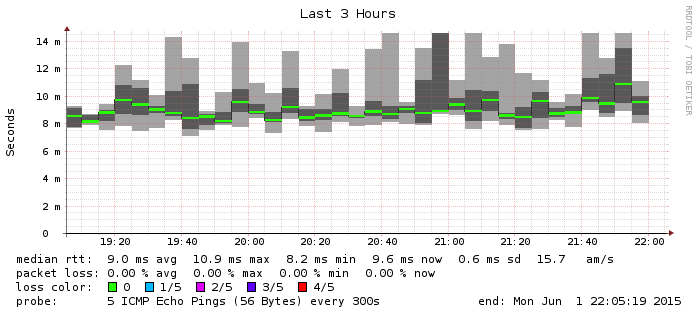 Last 3 Hours
RRDTOOL / TOBI OETIKER
Seconds
14 m
12 m
10 m
8 m
6 m
4 m
2 m
0
19:20 19:40 20:00 20:20 20:40 21:00 21:20 21:40 22:00
median rtt: 9.0 ms avg 10.9 ms max 8.2 ms min 9.6 ms now 0.6 ms sd 15.7 am/s
packet loss: 0.00 % avg 0.00 % max 0.00 % min 0.00 % now
loss color: 0 1/5 2/5 3/5 4/5
probe: 5 ICMP Echo Pings (56 Bytes) every 300s end: Mon Jun 1 22:05:19 2015